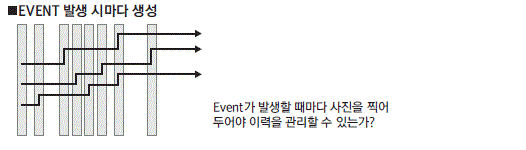 ■EVENT 발생 시마다 생성
Event가 발생할 때마다 사진을 찍어
두어야 이력을 관리할 수 있는가?